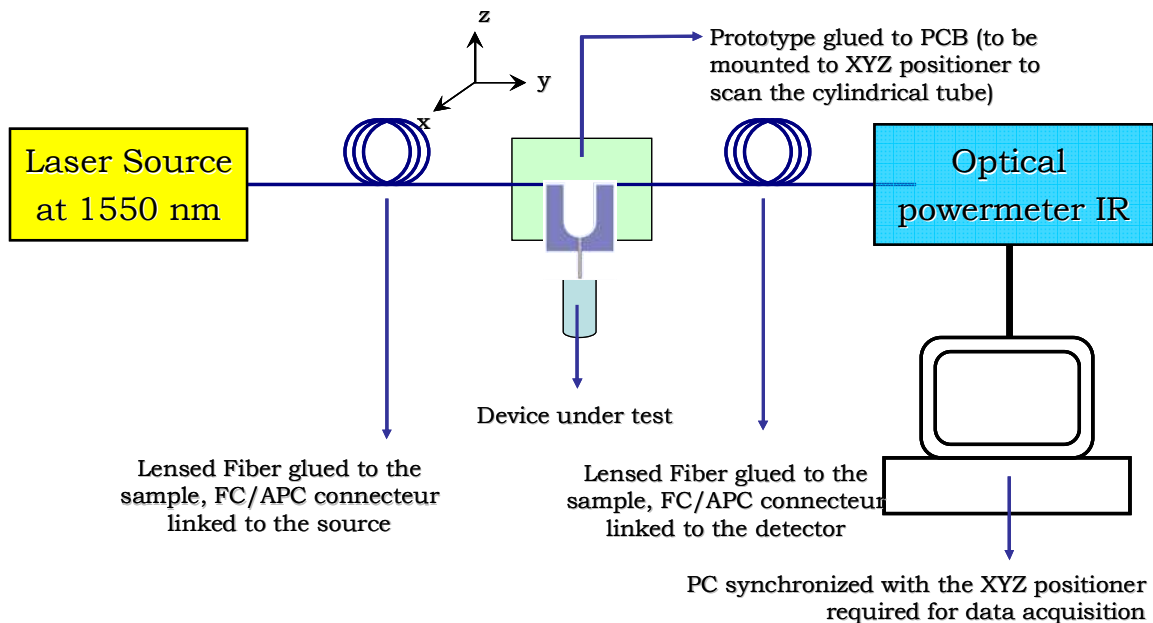 z
y
x
Prototype glued to PCB (to be
mounted to XYZ positioner to
scan the cylindrical tube)
Laser Source
at 1550 nm
Optical
powermeter IR
Device under test
Lensed Fiber glued to the
sample, FC/APC connecteur
linked to the source
Lensed Fiber glued to the
sample, FC/APC connecteur
linked to the detector
PC synchronized with the XYZ positioner
required for data acquisition